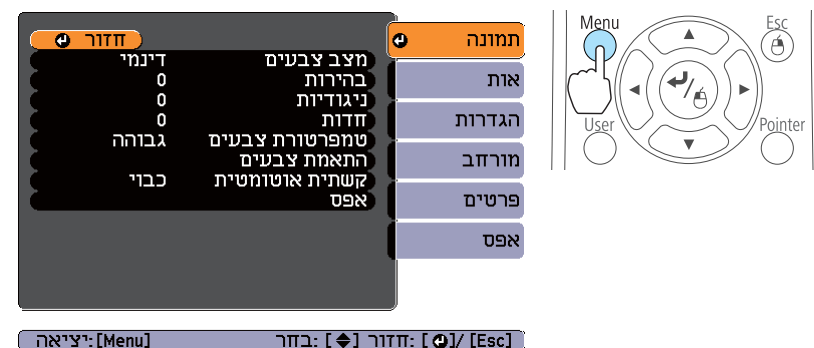 תמונה
אות
הגדרות
מורחב
פרטים
אפס
חזור
מצב צבעים דינמי
בהירות 0
ניגודיות 0
חדות 0
טמפרטורת צבעים גבוהה
התאמת צבעים
קשתית אוטומטית כבוי
אפס
[Esc] /[ ] :חזור [ ] :בחר [Menu]:יציאה
Menu
Esc
User
Pointer